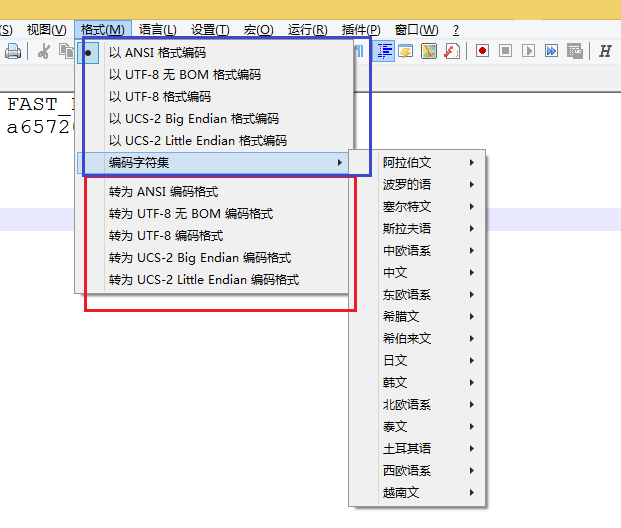 (S) 视图(V) 格式(M) 语言(L) 设置(T) 宏(O) 运行(R) 插件(P) 窗口(W) ?
H
以 ANSI 格式编码
以 UTF-8 无 BOM 格式编码
以 UTF-8 格式编码
以 UCS-2 Big Endian 格式编码
以 UCS-2 Little Endian 格式编码
编码字符集
转为 ANSI 编码格式
转为 UTF-8 无 BOM 编码格式
转为 UTF-8 编码格式
转为 UCS-2 Big Endian 编码格式
转为 UCS-2 Little Endian 编码格式
FAST_
a6572
阿拉伯文
波罗的语
塞尔特文
斯拉夫语
中欧语系
中文
东欧语系
希腊文
希伯来文
日文
韩文
北欧语系
泰文
土耳其语
西欧语系
越南文